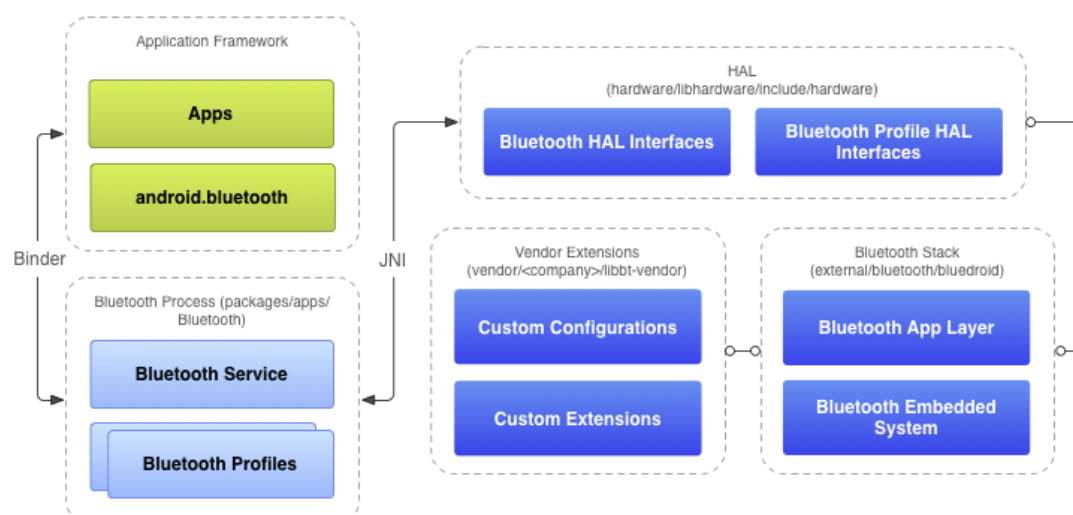 Application Framework
Apps
android.bluetooth
Binder
Bluetooth Process (packages/apps/
Bluetooth)
Bluetooth Service
Bluetooth Profiles
JNI
HAL
(hardware/libhardware/include/hardware)
Bluetooth HAL Interfaces
Bluetooth Profile HAL
Interfaces
Vendor Extensions
(vendor/<company>/libbt-vendor)
Custom Configurations
Custom Extensions
Bluetooth Stack
(external/bluetooth/bluedroid)
Bluetooth App Layer
Bluetooth Embedded
System